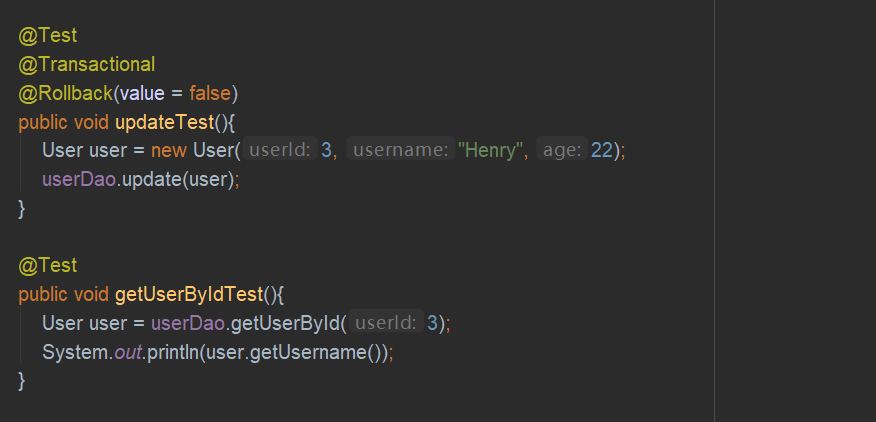 @Test
@Transactional
@Rollback(value = false)
public void updateTest(){
User user = new User( userId: 3, username: "Henry", age: 22);
userDao.update(user);
}
@Test
public void getUserByIdTest(){
User user = userDao.getUserById( userId: 3);
System.out.println(user.getUsername());
}